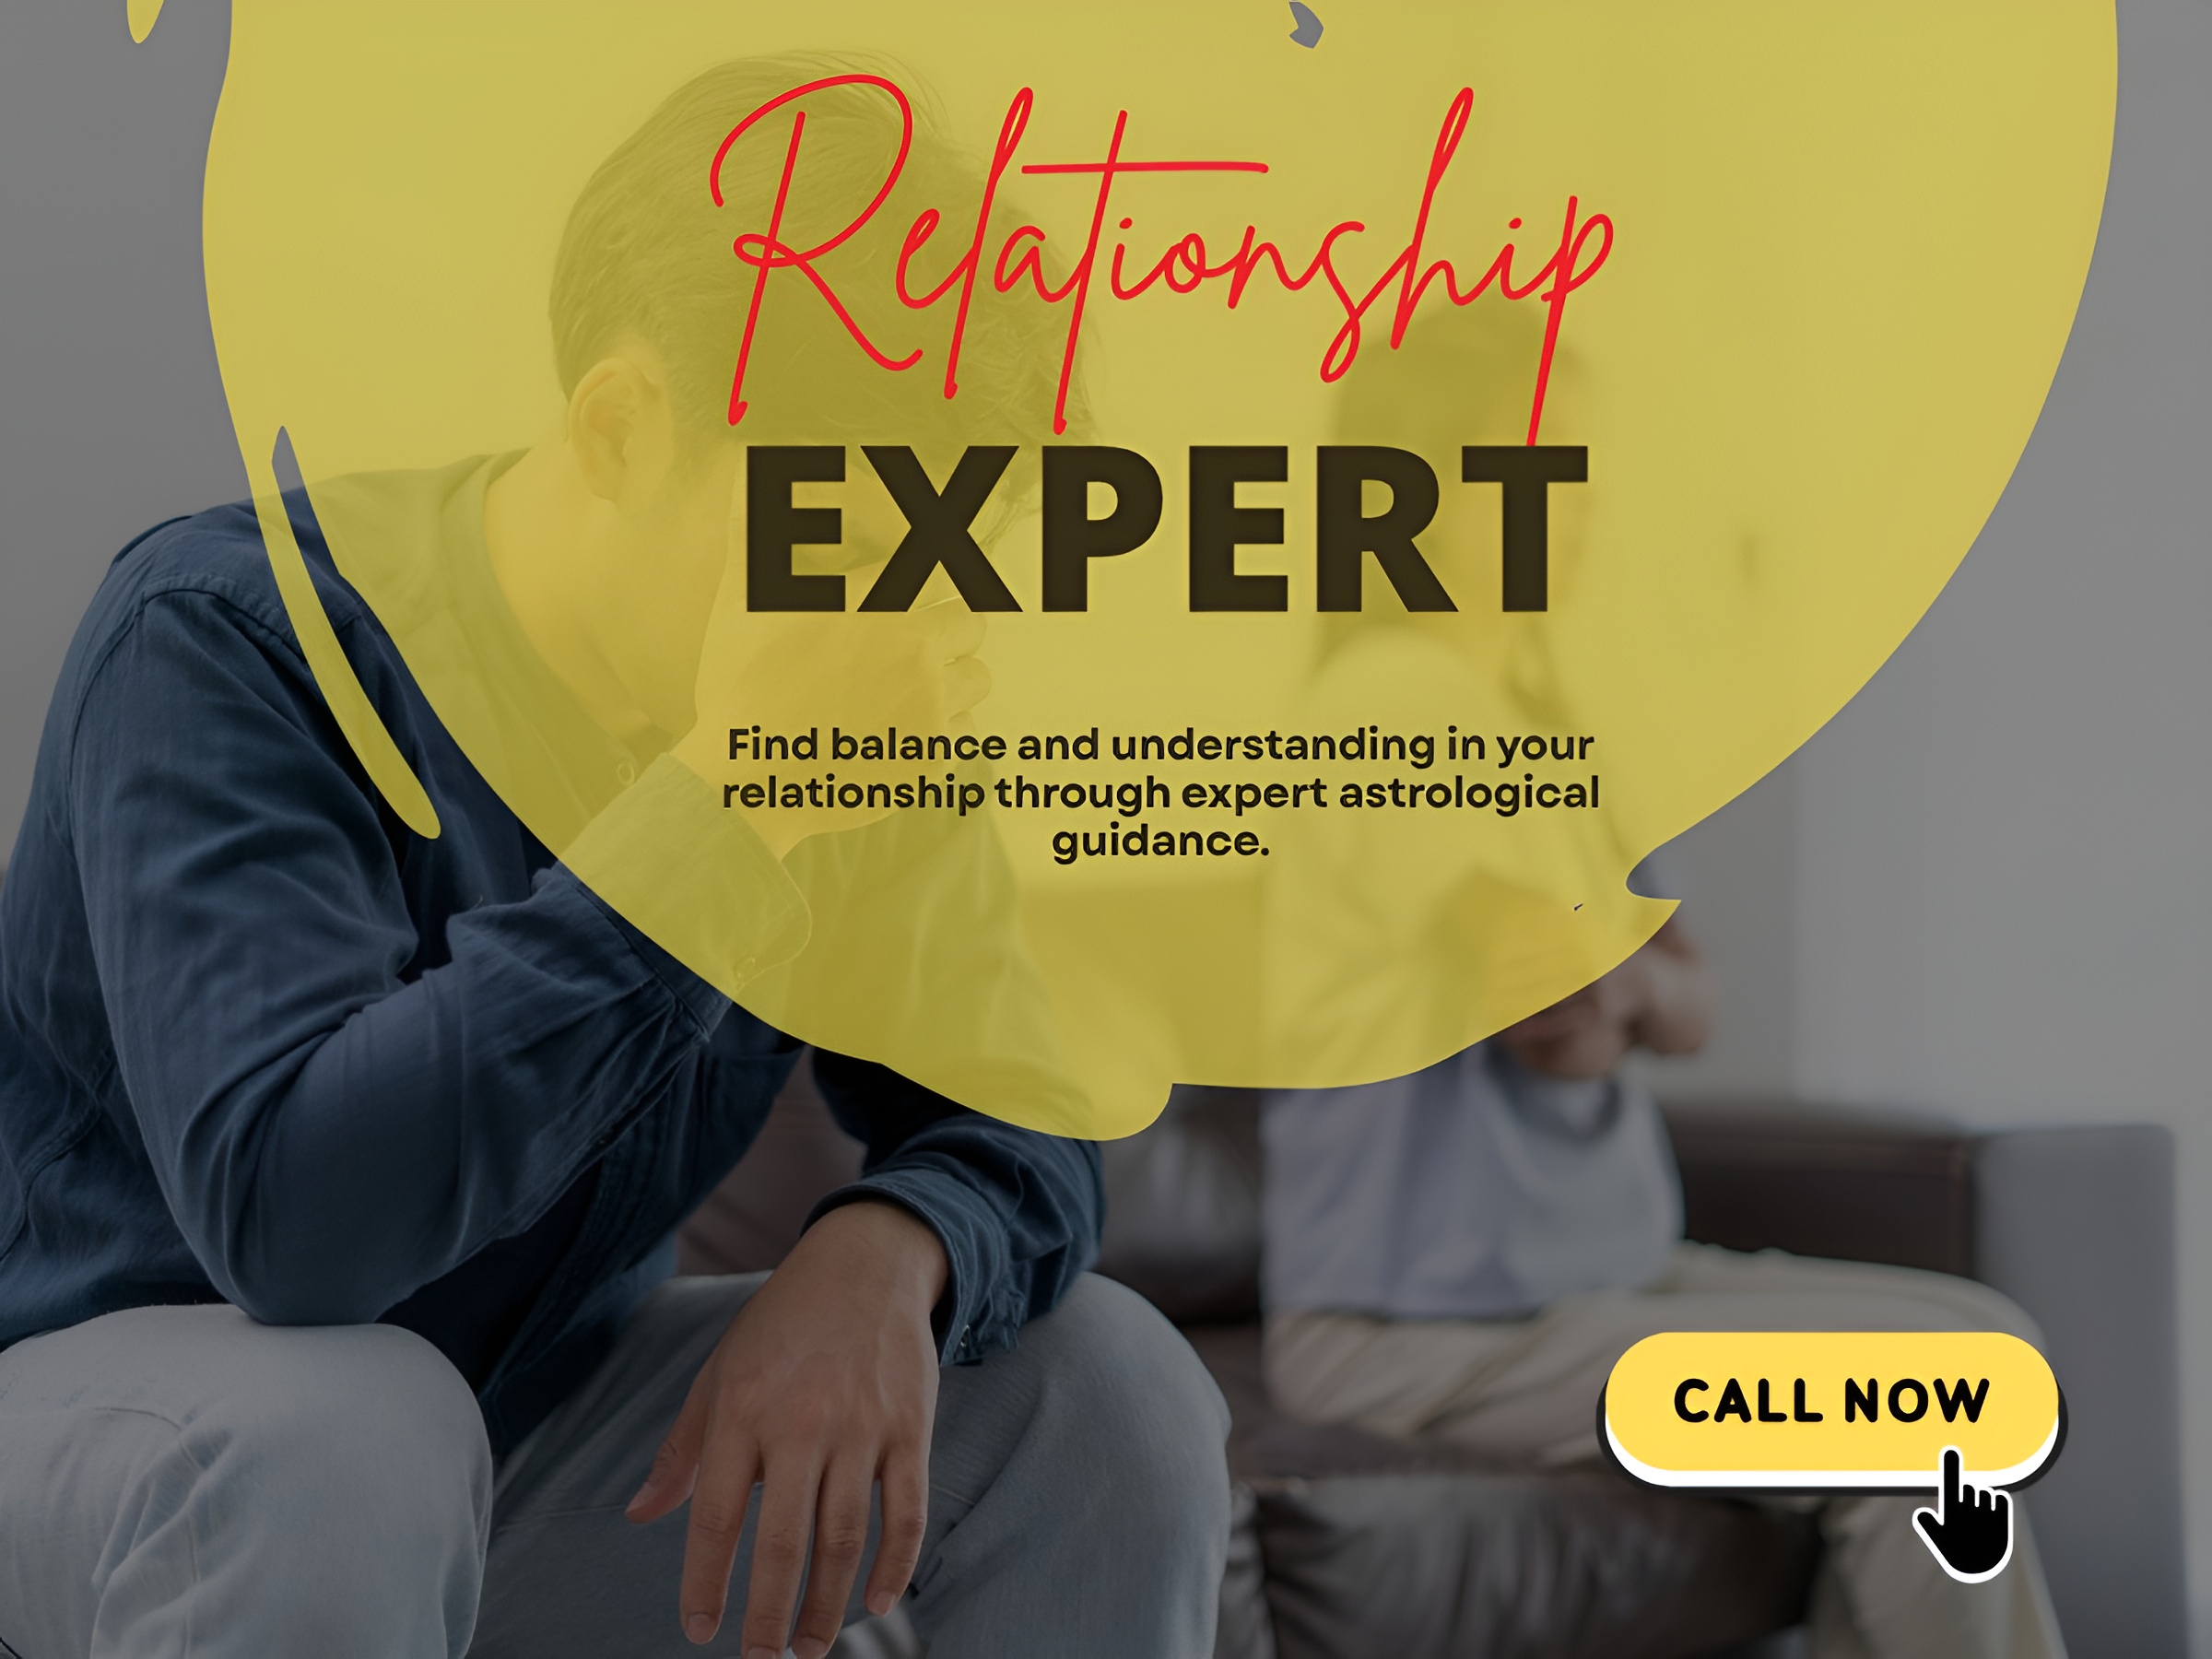 Relationship
EXPERT
Find balance and understanding in your
relationship through expert astrological
guidance.
CALL NOW